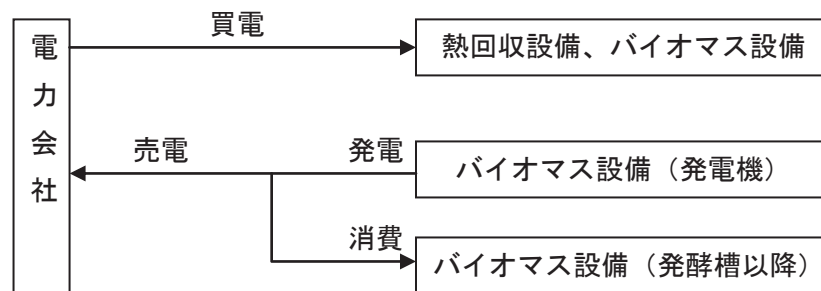 電力会社
買電
熱回収設備、バイオマス設備
売電
発電
バイオマス設備（発電機）
消費
バイオマス設備（発酵槽以降）